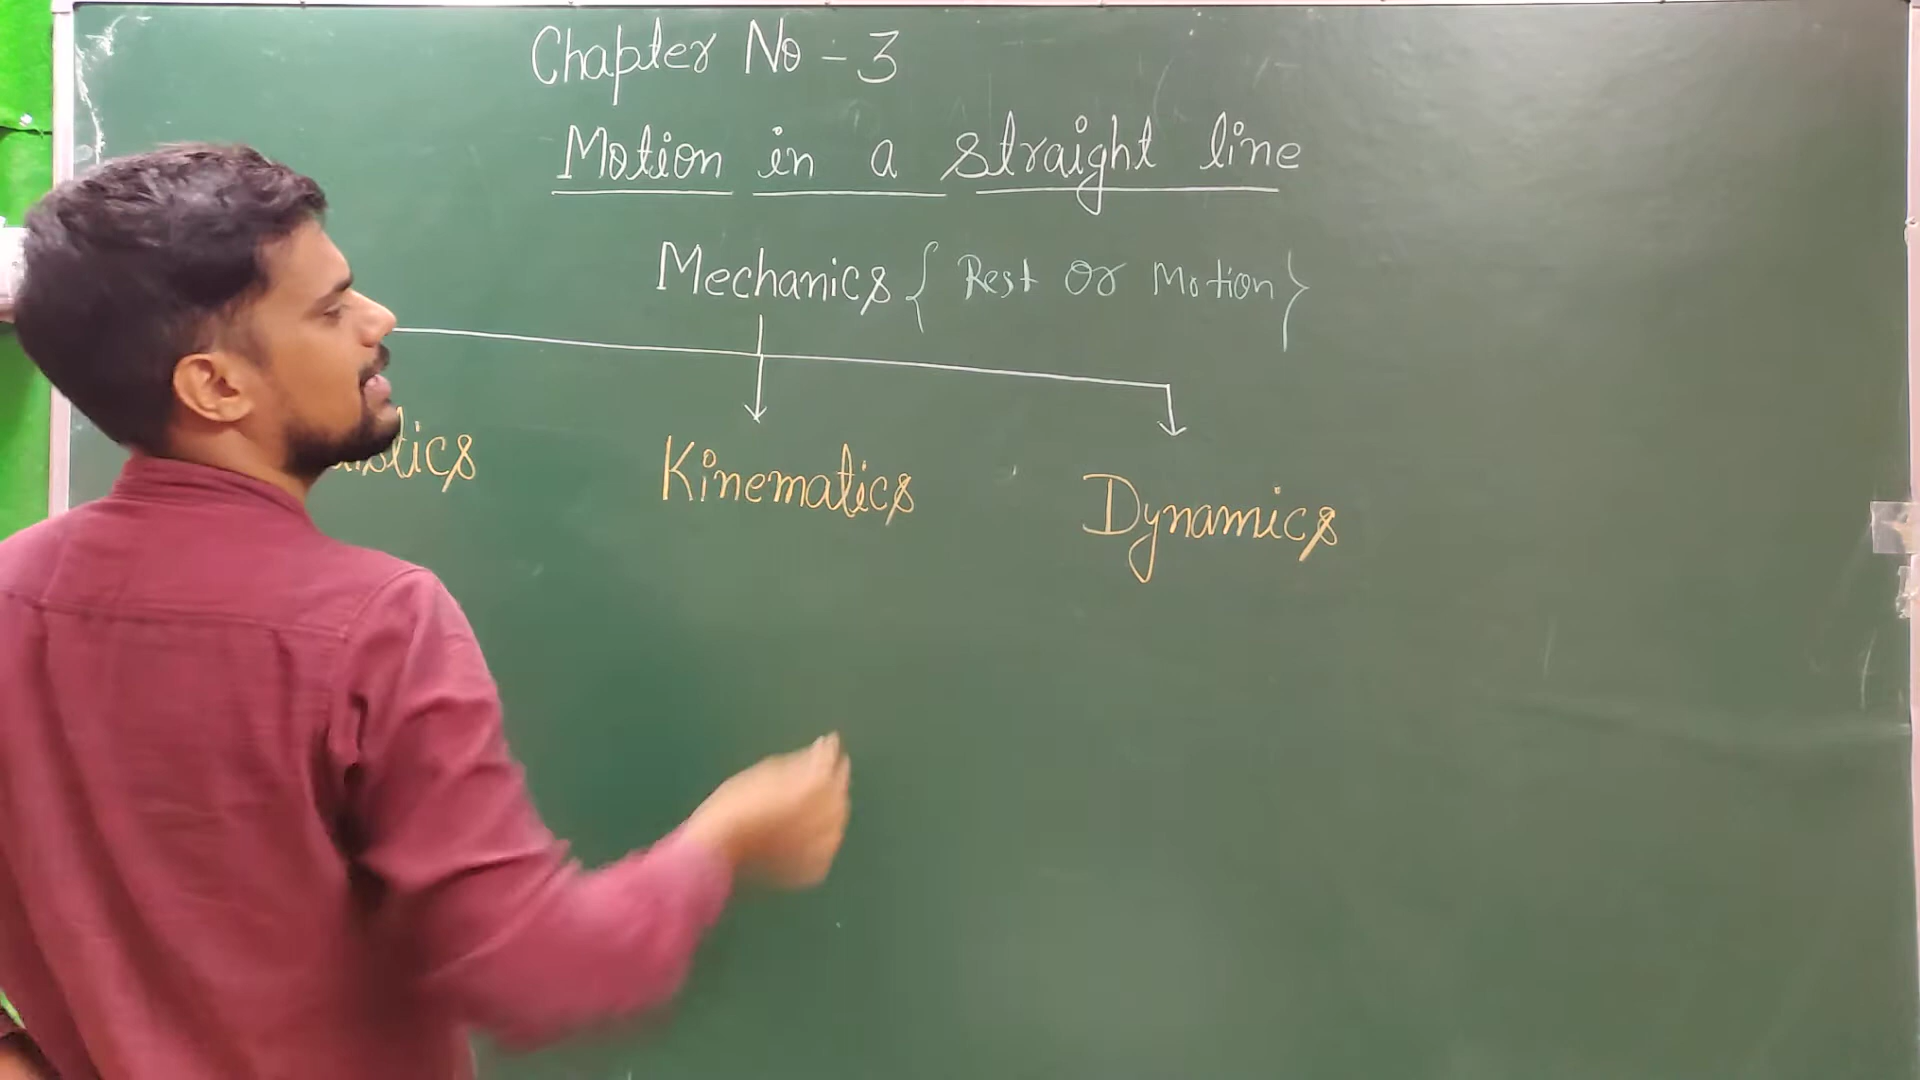 Chapter No - 3
Motion in a straight line
Mechanics { Rest Or Motion }
Kinematics
Dynamics